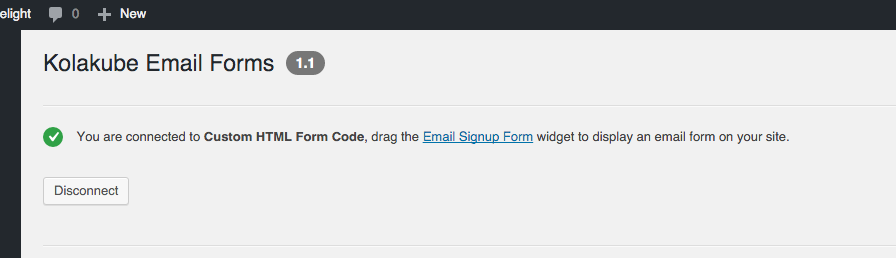 elight 0 New
Kolakube Email Forms 1.1
You are connected to Custom HTML Form Code, drag the Email Signup Form widget to display an email form on your site.
Disconnect